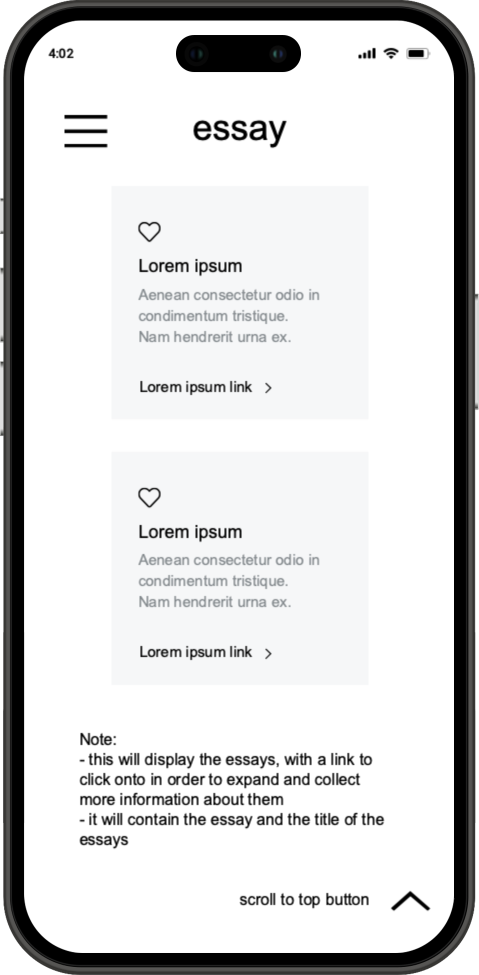 4:02
essay
Lorem ipsum
Aenean consectetur odio in
condimentum tristique.
Nam hendrerit urna ex.
Lorem ipsum link
Lorem ipsum
Aenean consectetur odio in
condimentum tristique.
Nam hendrerit urna ex.
Lorem ipsum link
Note:
- this will display the essays, with a link to
click onto in order to expand and collect
more information about them
- it will contain the essay and the title of the
essays
scroll to top button